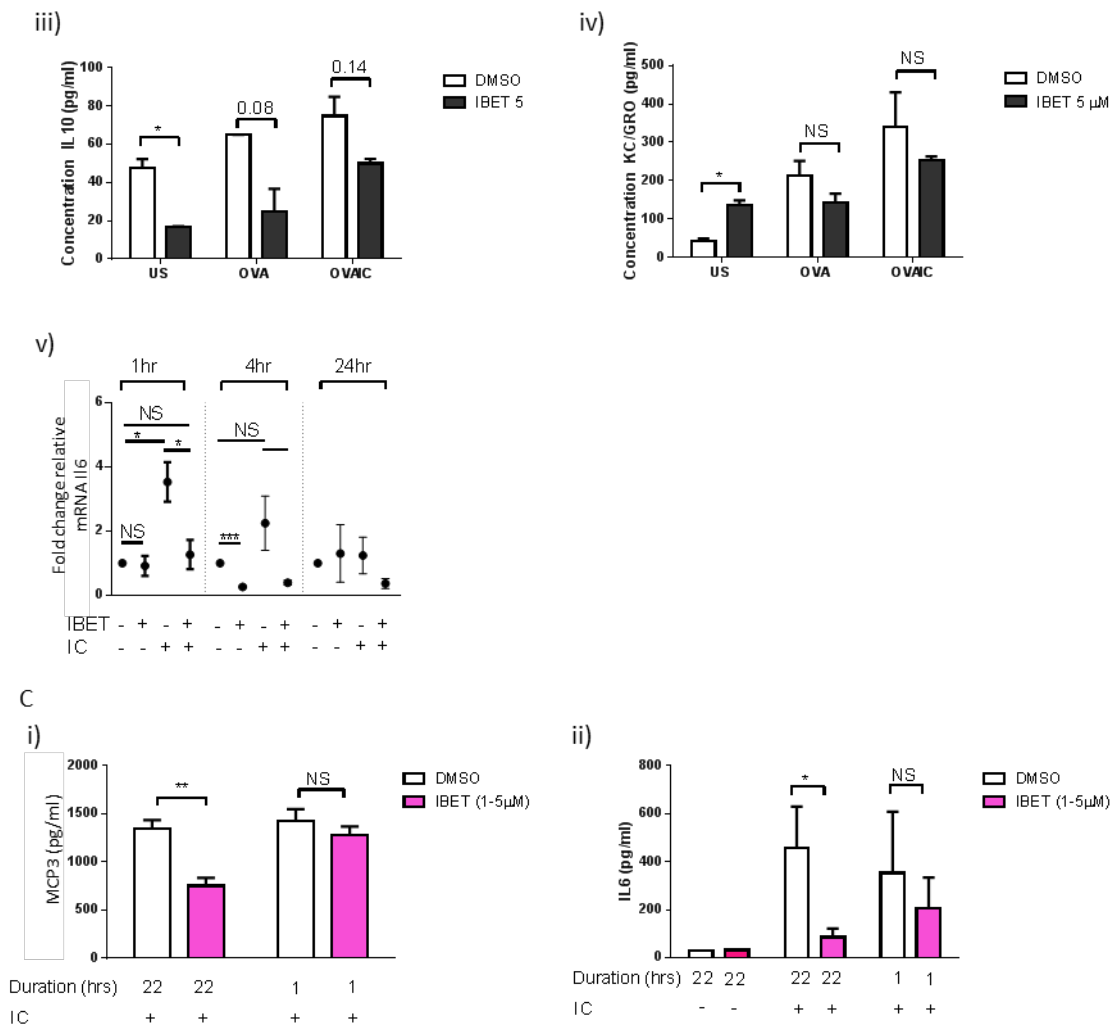 iii)
iv)
Concentration IL10 (pg/ml)
100
80
60
40
20
0
*
0.08
0.14
US
OVA
OVAIC
DMSO
IBET 5
Concentration KC/GRO (pg/ml)
500
400
300
200
100
0
*
NS
NS
US
OVA
OVAIC
DMSO
IBET 5 µM
v)
1hr
4hr
24hr
Fold change relative
mRNA Il6
6
4
2
0
NS
*
*
NS
NS
***
IBET - + - + - + - + - + - +
IC - - + + - - + + - - + +
C
i)
ii)
MCP3 (pg/ml)
2000
1500
1000
500
0
**
NS
DMSO
IBET (1-5µM)
Duration (hrs) 22 22 1 1
IC + + + +
IL6 (pg/ml)
800
600
400
200
0
*
NS
DMSO
IBET (1-5µM)
Duration (hrs) 22 22 22 22 1 1
IC - - + + + +